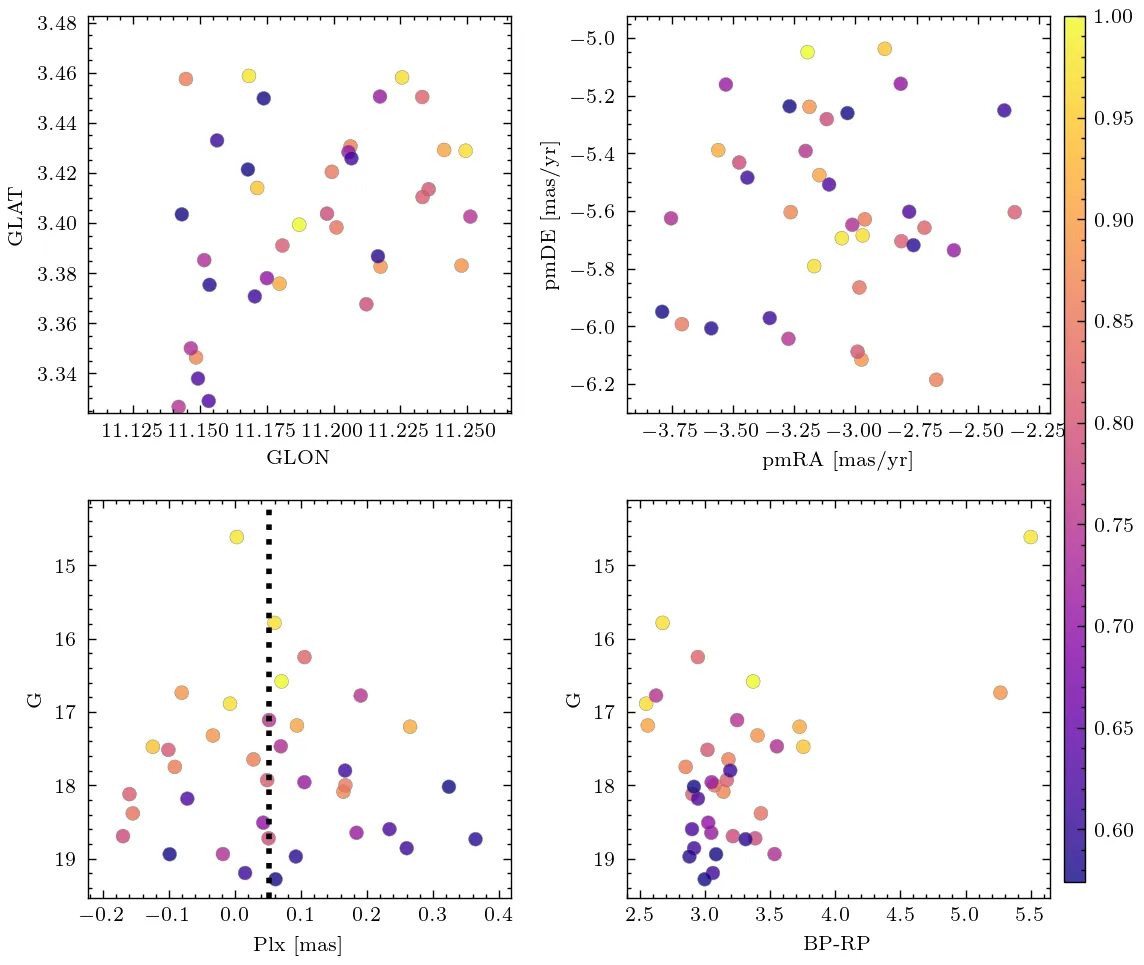 3.48
3.46
3.44
3.42
3.40
3.38
3.36
3.34
GLAT
11.125 11.150 11.175 11.200 11.225 11.250
GLON
−5.0
−5.2
−5.4
−5.6
−5.8
−6.0
−6.2
pmDE [mas/yr]
−3.75 −3.50 −3.25 −3.00 −2.75 −2.50 −2.25
pmRA [mas/yr]
1.00
0.95
0.90
0.85
0.80
0.75
0.70
0.65
0.60
15
16
17
18
19
G
−0.2 −0.1 0.0 0.1 0.2 0.3 0.4
Plx [mas]
15
16
17
18
19
G
2.5 3.0 3.5 4.0 4.5 5.0 5.5
BP-RP